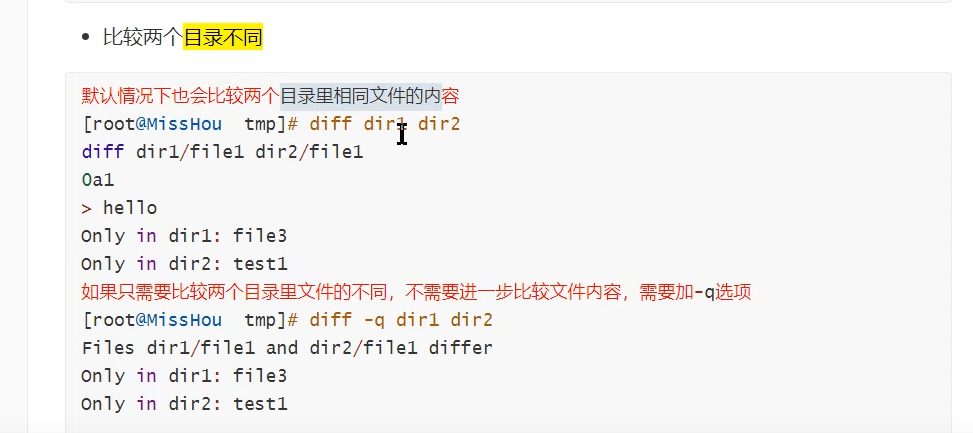 比较两个目录不同
默认情况下也会比较两个目录里相同文件的内容
[root@MissHou  tmp]# diff dir1 dir2
diff dir1/file1 dir2/file1
0a1
> hello
Only in dir1: file3
Only in dir2: test1
如果只需要比较两个目录里文件的不同，不需要进一步比较文件内容，需要加-q选项
[root@MissHou  tmp]# diff -q dir1 dir2
Files dir1/file1 and dir2/file1 differ
Only in dir1: file3
Only in dir2: test1